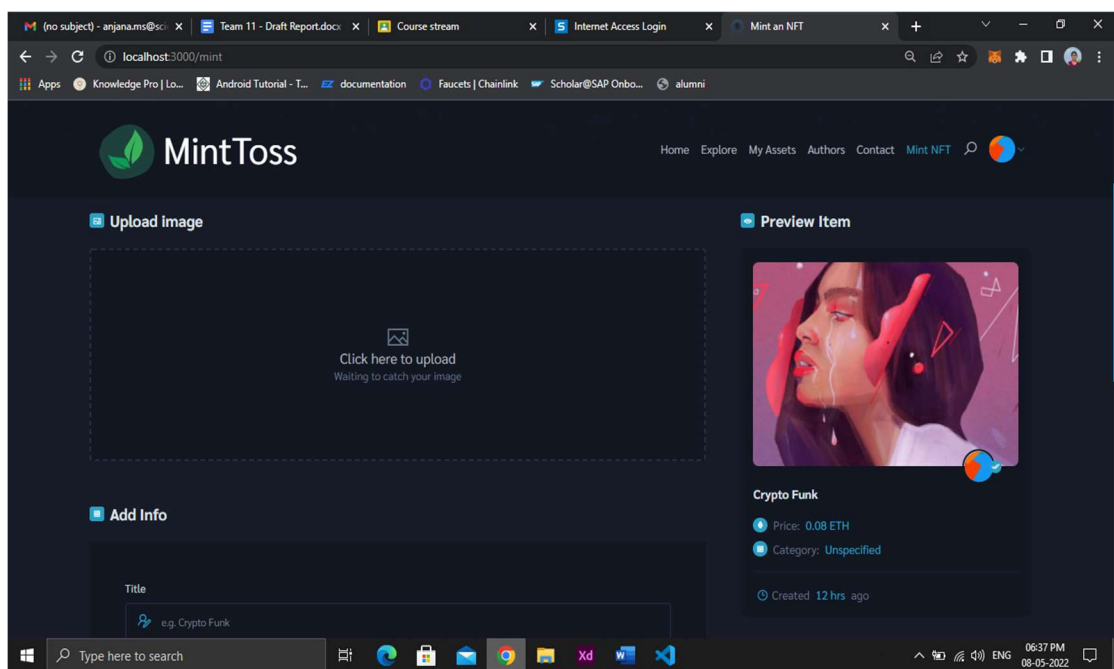 (no subject) - anjana.ms@sci Team 11 - Draft Report.docx Course stream Internet Access Login Mint an NFT
localhost:3000/mint
Apps Knowledge Pro | Lo... Android Tutorial - T... EZ documentation Faucets | Chainlink Scholar@SAP Onbo... alumni
MintToss
Home Explore My Assets Authors Contact Mint NFT
Upload image
Preview Item
Click here to upload
Waiting to catch your image
Crypto Funk
Price: 0.08 ETH
Category: Unspecified
Add Info
Created 12 hrs ago
Title
e.g. Crypto Funk
Type here to search
Xd
W
ENG
06:37 PM
08-05-2022